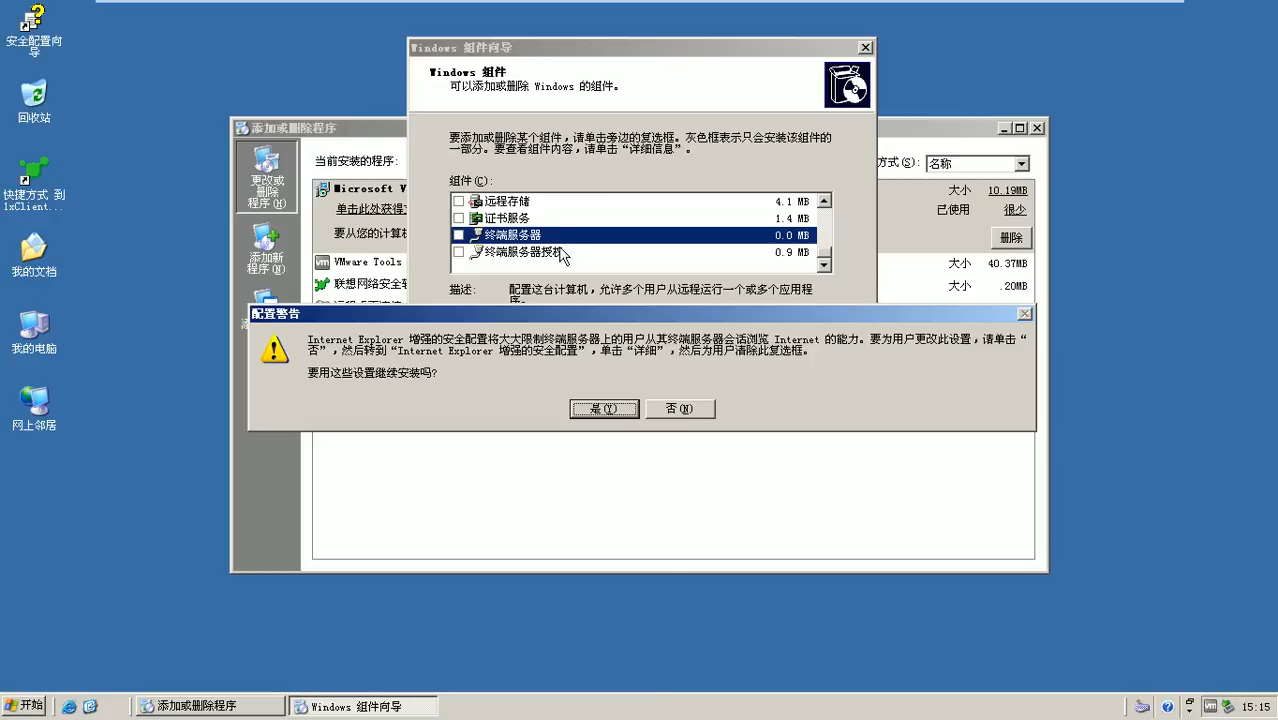 安全配置向
导
回收站
快捷方式 到
lxClient...
我的文档
我的电脑
网上邻居
Windows 组件向导
Windows 组件
可以添加或删除 Windows 的组件。
要添加或删除某个组件，请单击旁边的复选框。灰色框表示只会安装该组件的
一部分。要查看组件内容，请单击“详细信息”。
组件(C):
远程存储 4.1 MB
证书服务 1.4 MB
终端服务器 0.0 MB
终端服务器授权 0.9 MB
描述: 配置这台计算机，允许多个用户从远程运行一个或多个应用程
序。
添加或删除程序
更改或
删除
程序(H)
添加新
程序(N)
当前安装的程序:
方式(S): 名称
Microsoft V
大小 10.19MB
单击此处获得
已使用 很少
要从您的计算机
删除
VMware Tools
大小 40.37MB
联想网络安全
大小 .20MB
配置警告
Internet Explorer 增强的安全配置将大大限制终端服务器上的用户从其终端服务器会话浏览 Internet 的能力。要为用户更改此设置，请单击“
否”，然后转到“Internet Explorer 增强的安全配置”，单击“详细”，然后为用户清除此复选框。
要用这些设置继续安装吗?
是(Y) 否(N)
开始
添加或删除程序
Windows 组件向导
15:15